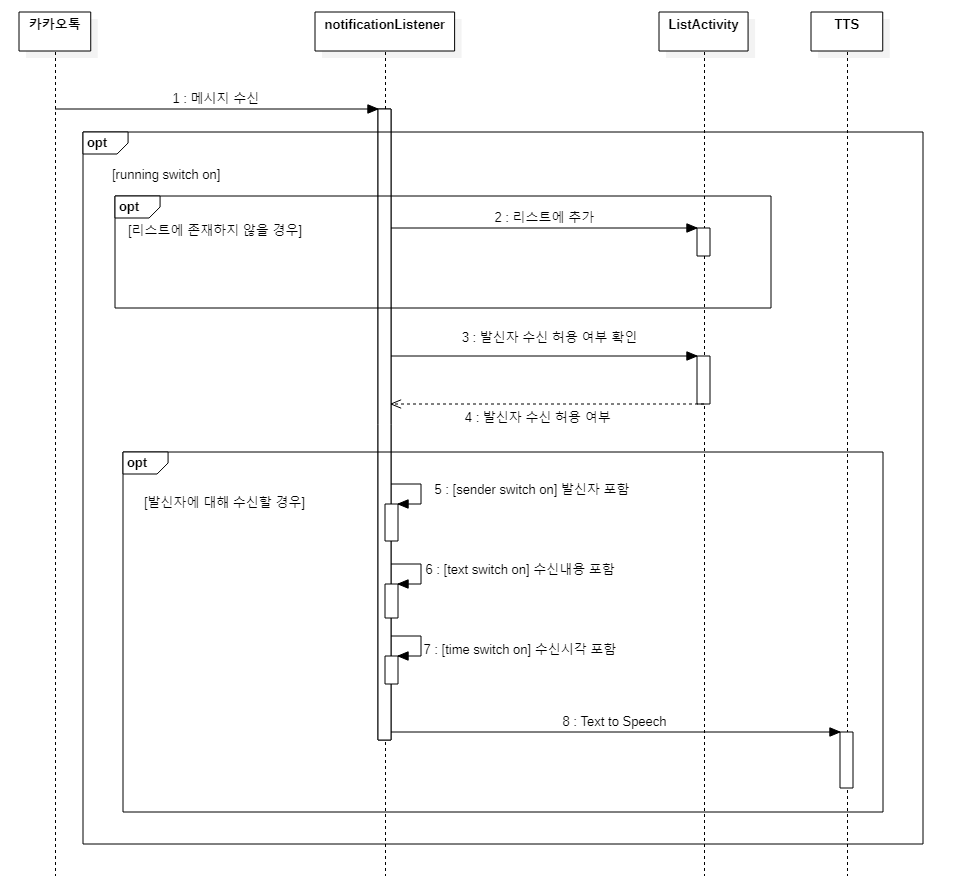 카카오톡
notificationListener
ListActivity
TTS
1 : 메시지 수신
opt
[running switch on]
opt
2 : 리스트에 추가
[리스트에 존재하지 않을 경우]
3 : 발신자 수신 허용 여부 확인
4 : 발신자 수신 허용 여부
opt
5 : [sender switch on] 발신자 포함
[발신자에 대해 수신할 경우]
6 : [text switch on] 수신내용 포함
7 : [time switch on] 수신시각 포함
8 : Text to Speech